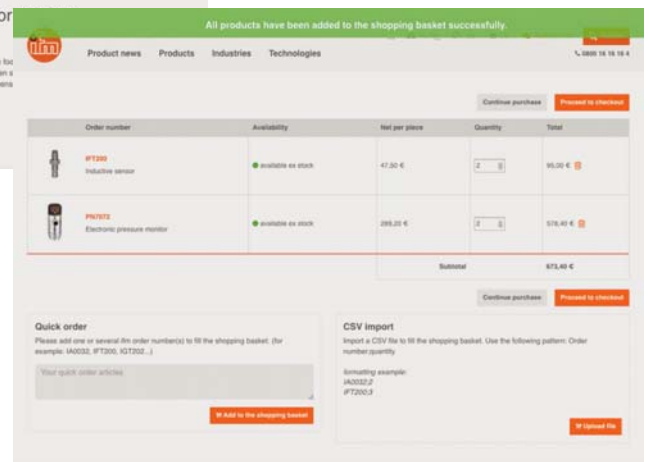 All products have been added to the shopping basket successfully.
ifm
Product news Products Industries Technologies
0800 16 16 16 4
Continue purchase Proceed to checkout
Order number Availability Net per piece Quantity Total
IFT200
Inductive sensor
available ex stock 47,50 € 2 95,00 €
PN7072
Electronic pressure monitor
available ex stock 289,20 € 2 578,40 €
Subtotal 673,40 €
Continue purchase Proceed to checkout
Quick order
Please add one or several ifm order number(s) to fill the shopping basket. (for
example: IA0032, IFT200, IGT202...)
Your quick order articles
Add to the shopping basket
CSV import
Import a CSV file to fill the shopping basket. Use the following pattern: Order
number;quantity
formatting example:
IA0032;2
IFT200;3
Upload file